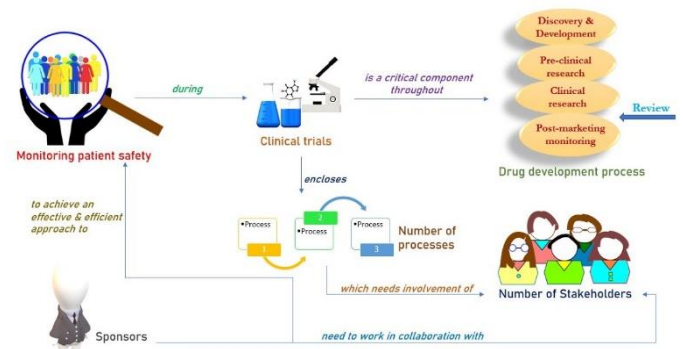 Discovery &
Development
Pre-clinical
research
Clinical
research
Post-marketing
monitoring
Review
Drug development process
during
is a critical component
throughout
Monitoring patient safety
Clinical trials
encloses
to achieve an
effective & efficient
approach to
•Process
1
2
•Process
•Process
3
Number of
processes
which needs involvement of
Number of Stakeholders
Sponsors
need to work in collaboration with